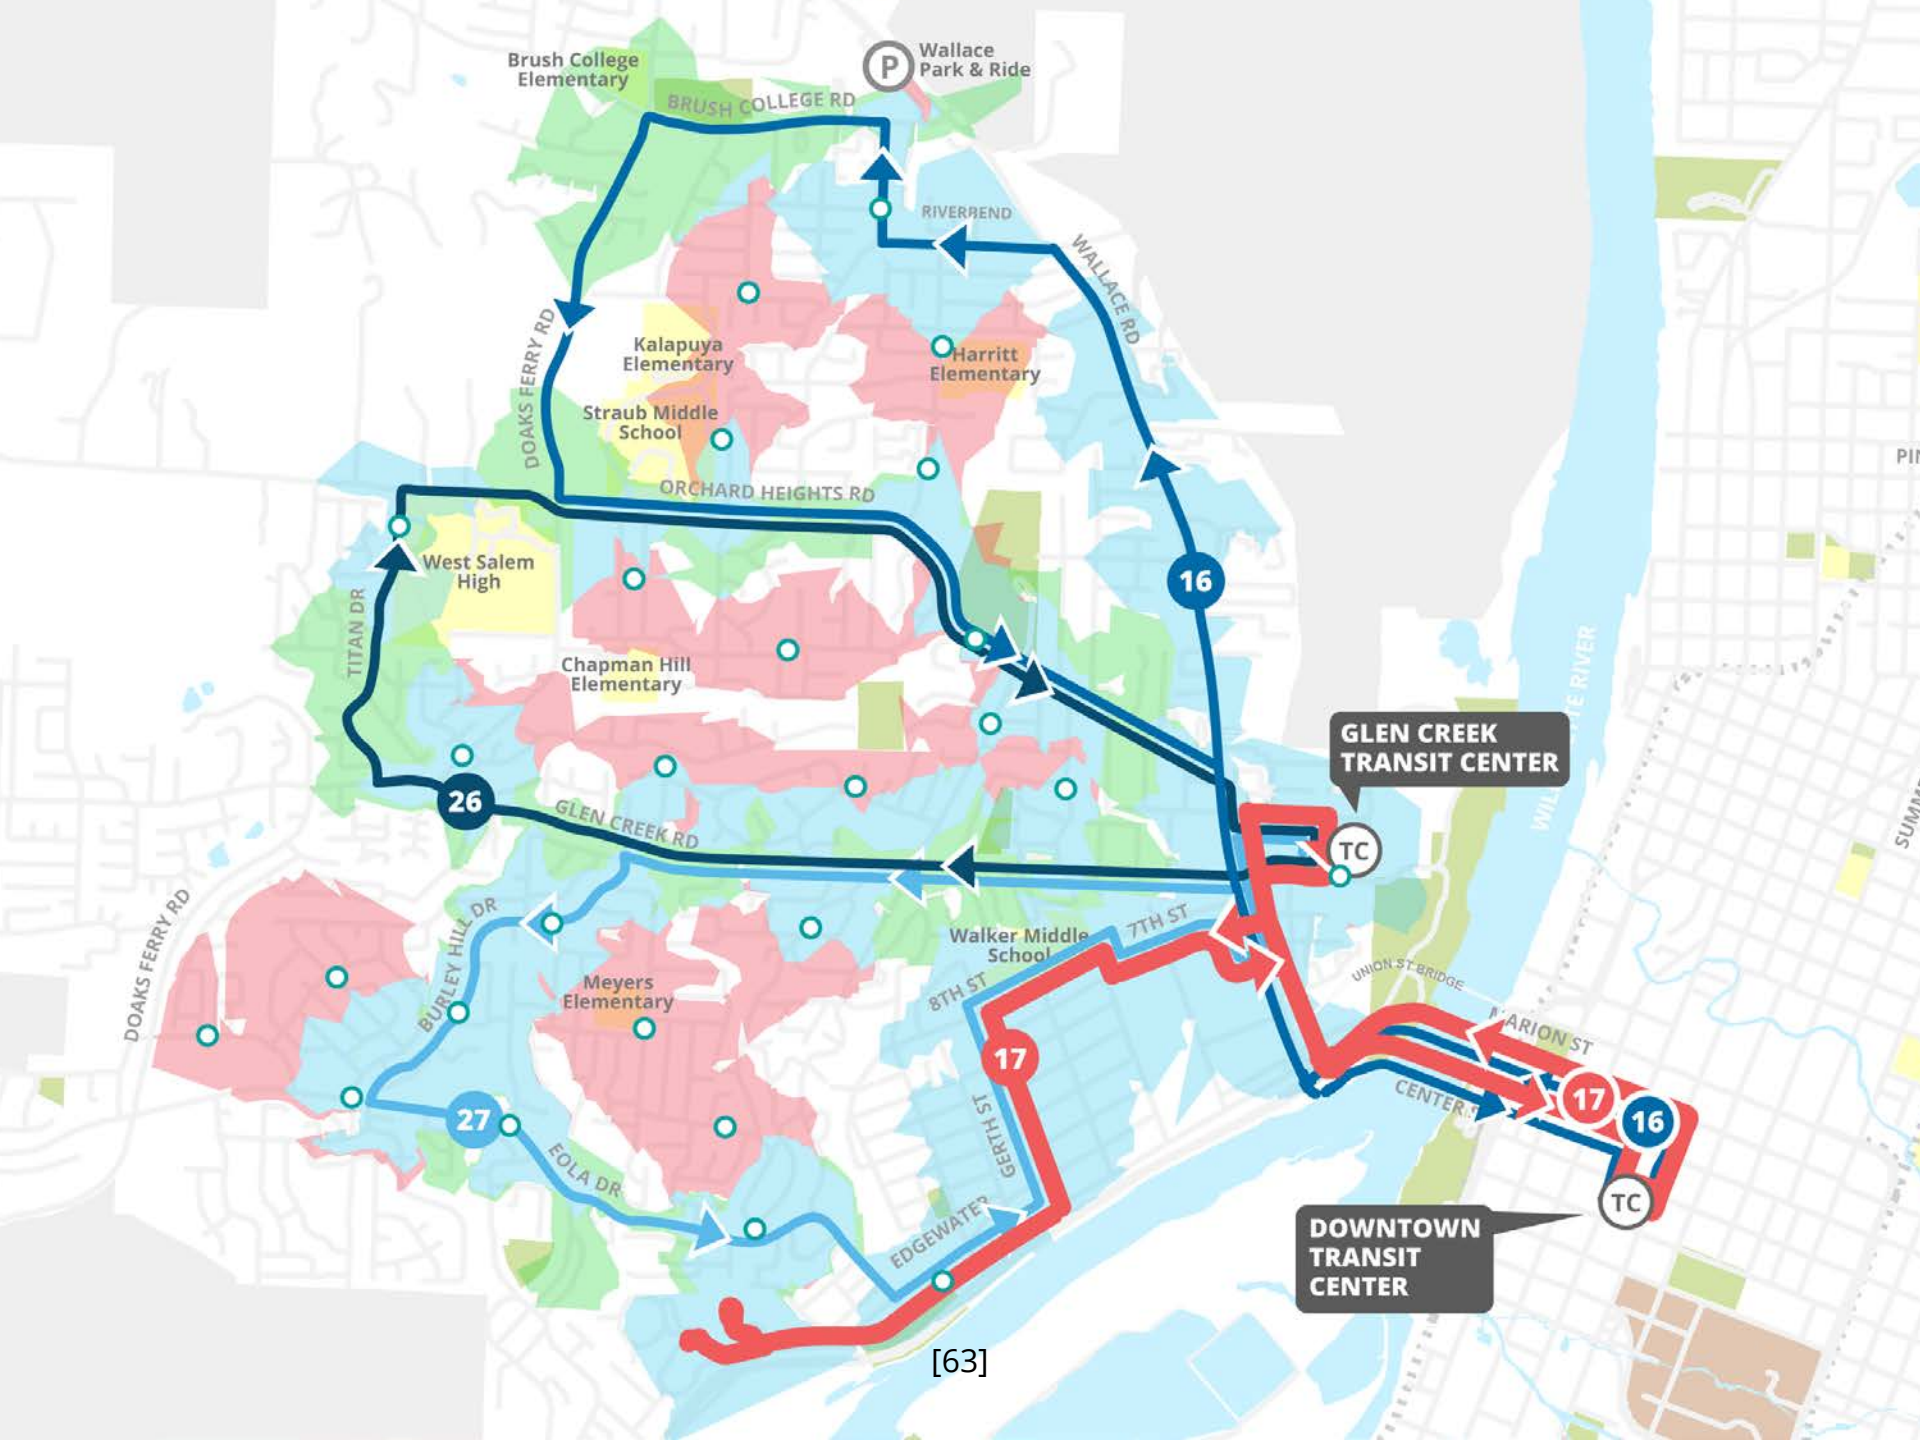 Brush College
Elementary
P
Wallace
Park & Ride
BRUSH COLLEGE RD
RIVERBEND
WALLACE RD
DOAKS FERRY RD
Kalapuya
Elementary
Harritt
Elementary
Straub Middle
School
ORCHARD HEIGHTS RD
West Salem
High
16
TITAN DR
Chapman Hill
Elementary
GLEN CREEK
TRANSIT CENTER
26
GLEN CREEK RD
TC
DOAKS FERRY RD
BURLEY HILL DR
Walker Middle
School
7TH ST
8TH ST
UNION ST BRIDGE
Meyers
Elementary
MARION ST
17
CENTER
17
16
27
GERTH ST
EOLA DR
EDGEWATER
TC
DOWNTOWN
TRANSIT
CENTER
[63]